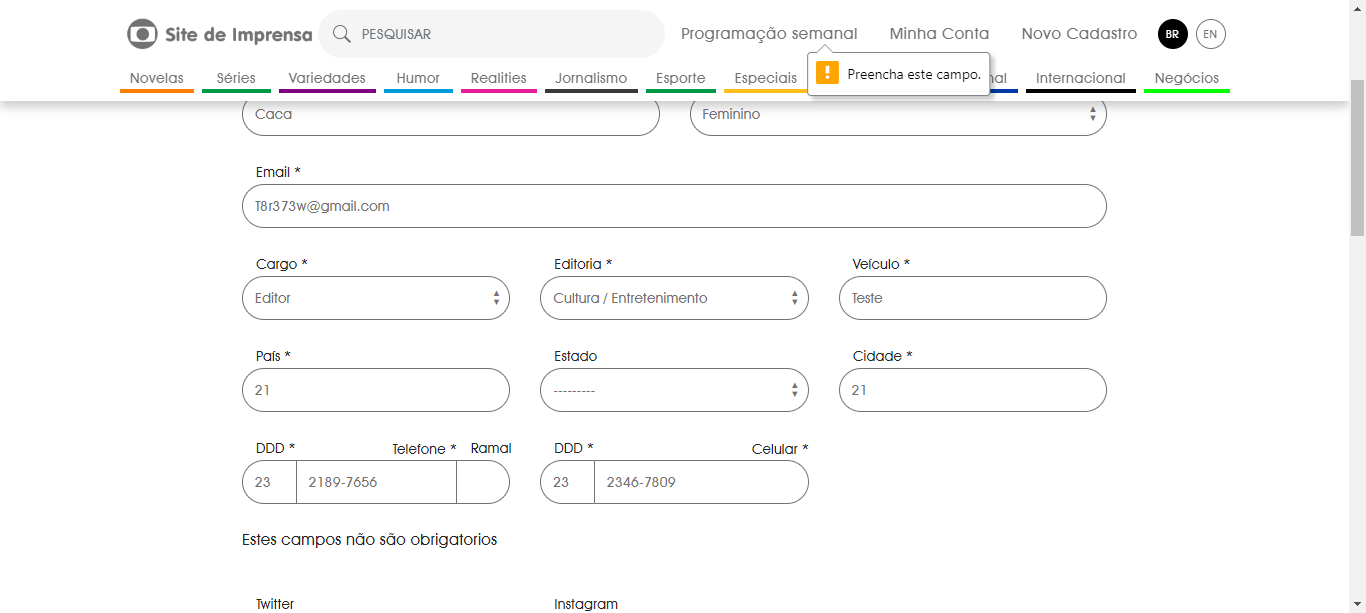 Site de Imprensa PESQUISAR Programação semanal Minha Conta Novo Cadastro BR EN
Preencha este campo.
Novelas Séries Variedades Humor Realities Jornalismo Esporte Especiais Internacional Negócios
Caca Feminino
Email *
T8r373w@gmail.com
Cargo * Editoria * Veículo *
Editor Cultura / Entretenimento Teste
País * Estado Cidade *
21 --------- 21
DDD * Telefone * Ramal DDD * Celular *
23 2189-7656 23 2346-7809
Estes campos não são obrigatorios
Twitter Instagram